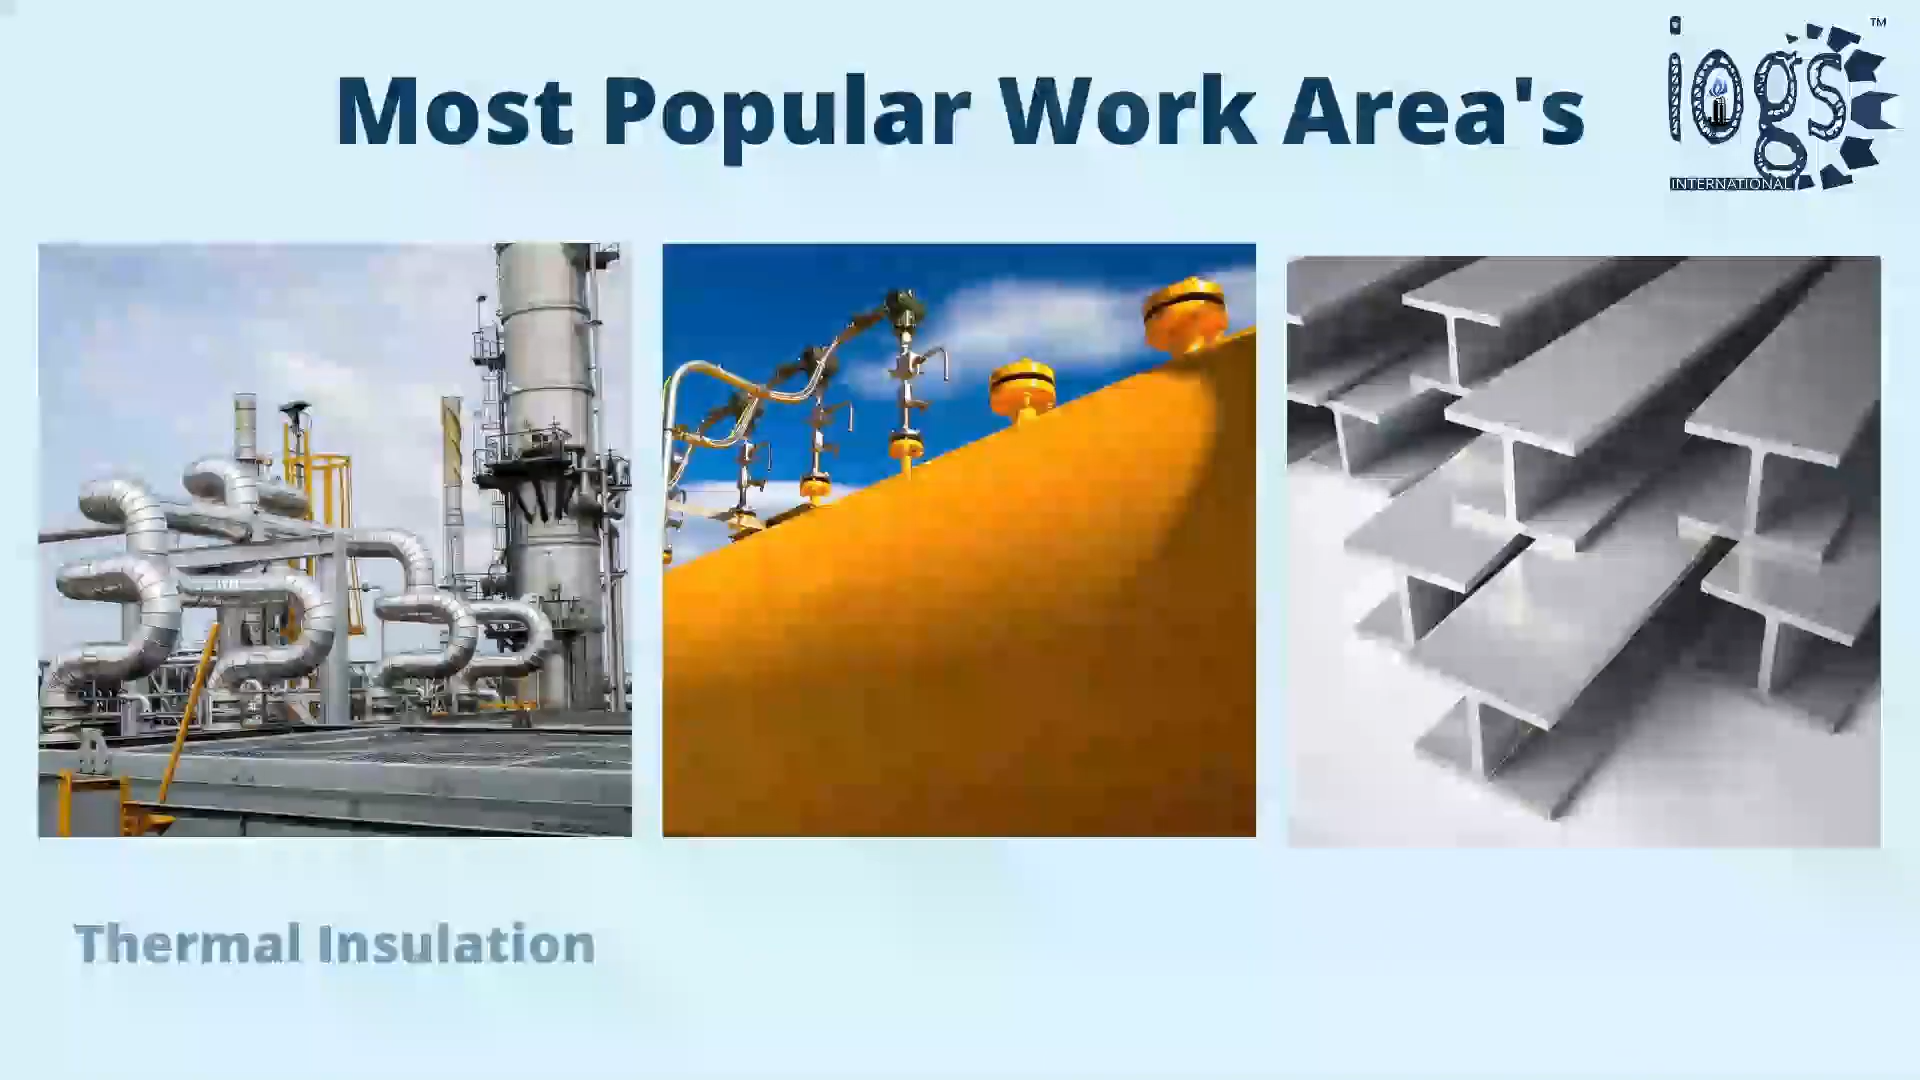 Most Popular Work Area's
iogs
TM
INTERNATIONAL
Thermal Insulation